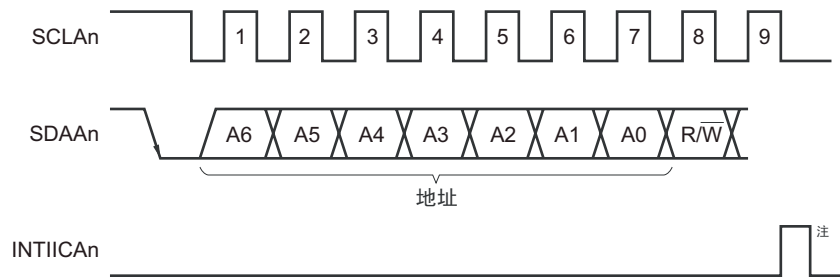 SCLAn 1 2 3 4 5 6 7 8 9
SDAAn A6 A5 A4 A3 A2 A1 A0 R/W̅
地址
INTIICAn 注